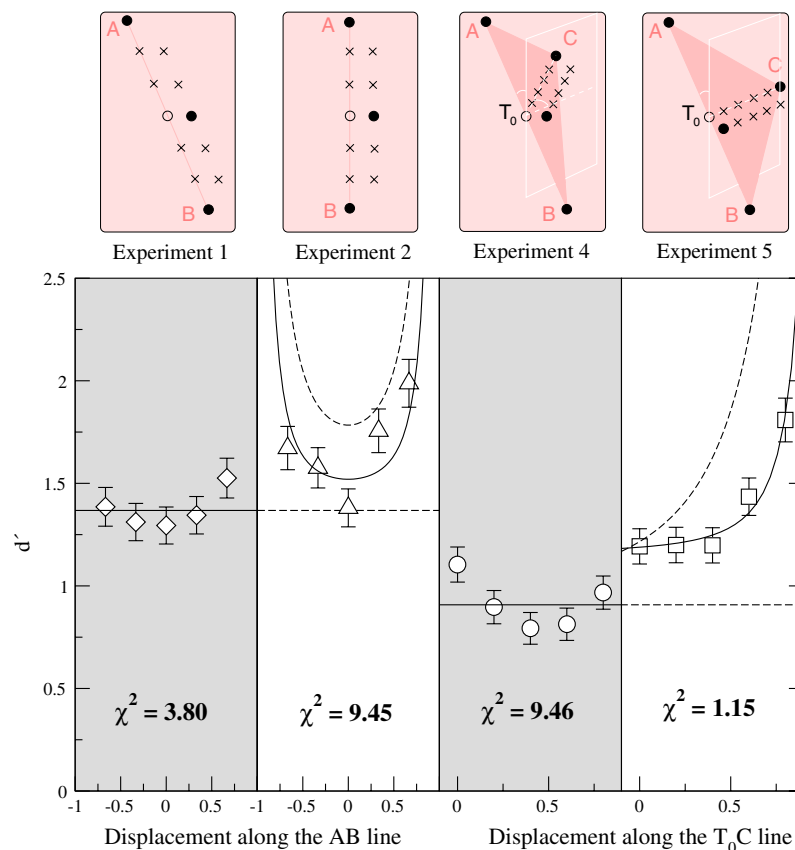 A
B
A
B
A
C
T0
B
A
C
T0
B
Experiment 1
Experiment 2
Experiment 4
Experiment 5
2.5
2
1.5
1
0.5
0
d´
χ2 = 3.80
χ2 = 9.45
χ2 = 9.46
χ2 = 1.15
-1 -0.5 0 0.5 -1 -0.5 0 0.5 0 0.5 0 0.5
Displacement along the AB line
Displacement along the T0C line